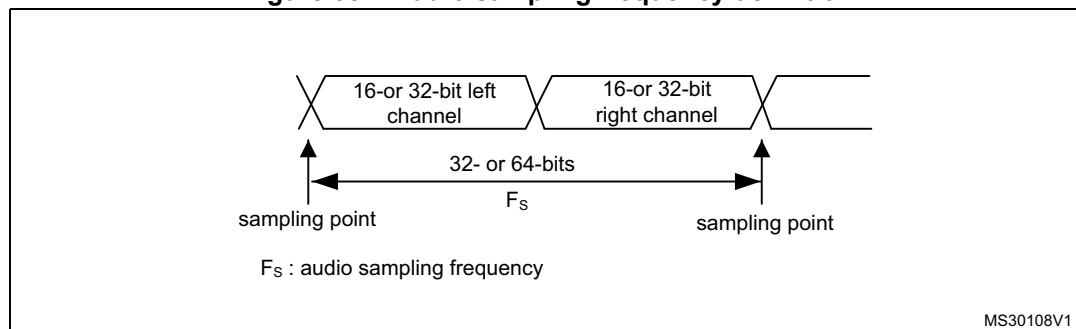 16-or 32-bit left
channel
16-or 32-bit
right channel
32- or 64-bits
FS
sampling point
sampling point
FS : audio sampling frequency
MS30108V1